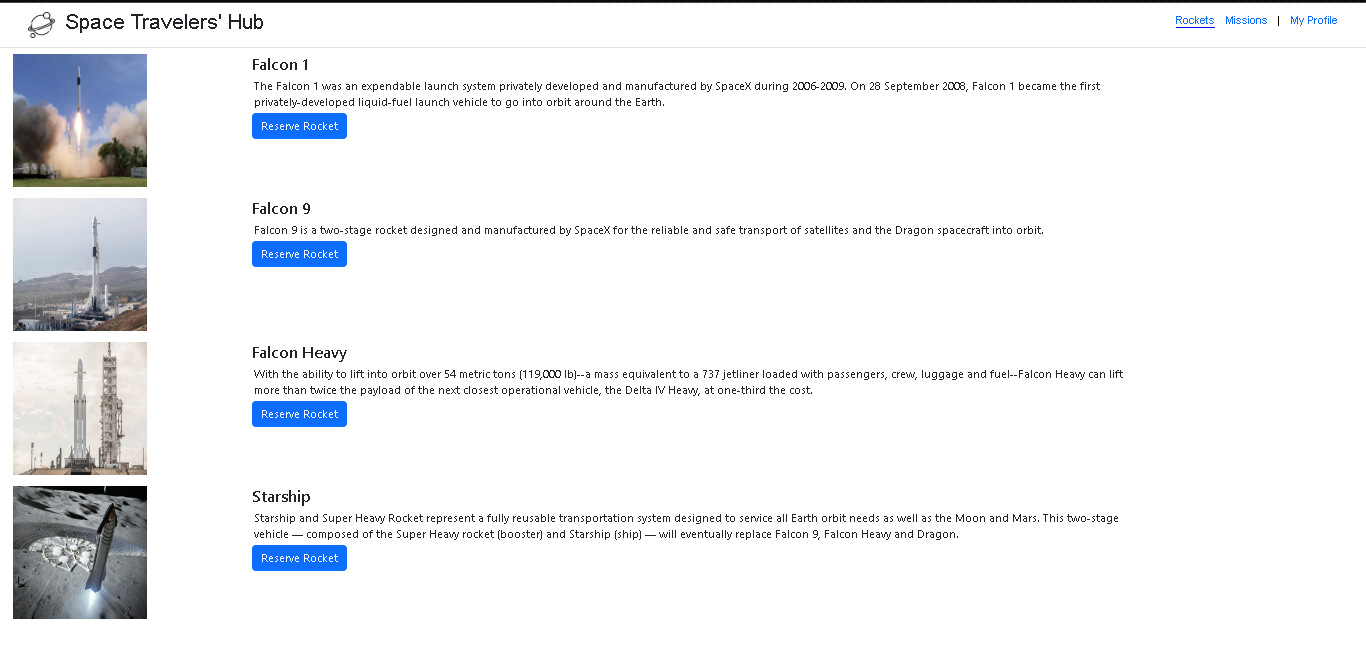 Space Travelers' Hub
Rockets Missions | My Profile
Falcon 1
The Falcon 1 was an expendable launch system privately developed and manufactured by SpaceX during 2006-2009. On 28 September 2008, Falcon 1 became the first
privately-developed liquid-fuel launch vehicle to go into orbit around the Earth.
Reserve Rocket
Falcon 9
Falcon 9 is a two-stage rocket designed and manufactured by SpaceX for the reliable and safe transport of satellites and the Dragon spacecraft into orbit.
Reserve Rocket
Falcon Heavy
With the ability to lift into orbit over 54 metric tons (119,000 lb)--a mass equivalent to a 737 jetliner loaded with passengers, crew, luggage and fuel--Falcon Heavy can lift
more than twice the payload of the next closest operational vehicle, the Delta IV Heavy, at one-third the cost.
Reserve Rocket
Starship
Starship and Super Heavy Rocket represent a fully reusable transportation system designed to service all Earth orbit needs as well as the Moon and Mars. This two-stage
vehicle — composed of the Super Heavy rocket (booster) and Starship (ship) — will eventually replace Falcon 9, Falcon Heavy and Dragon.
Reserve Rocket